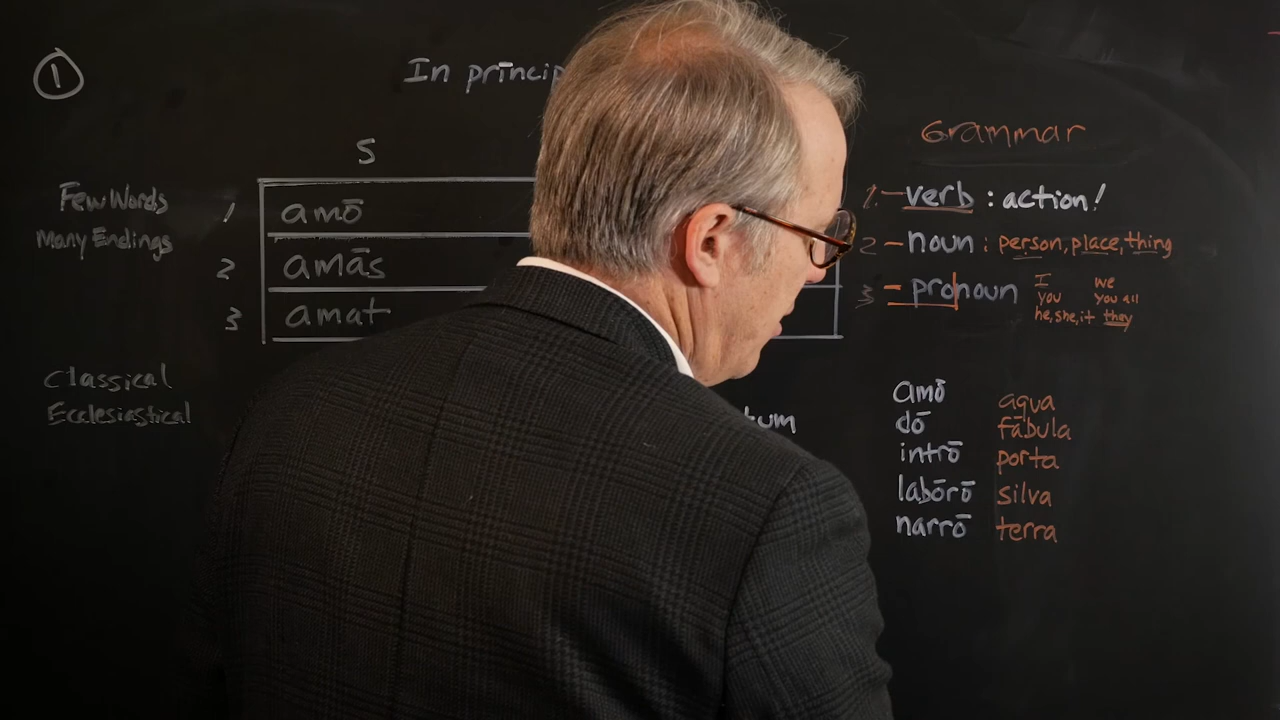 1
In princip
S
Few Words
Many Endings
1 amō
2 amās
3 amat
Classical
Ecclesiastical
tum
Grammar
1-verb : action!
2-noun : person, place, thing
3-pronoun
I we
you you all
he, she, it they
amō aqua
dō fābula
intrō porta
labōrō silva
narrō terra